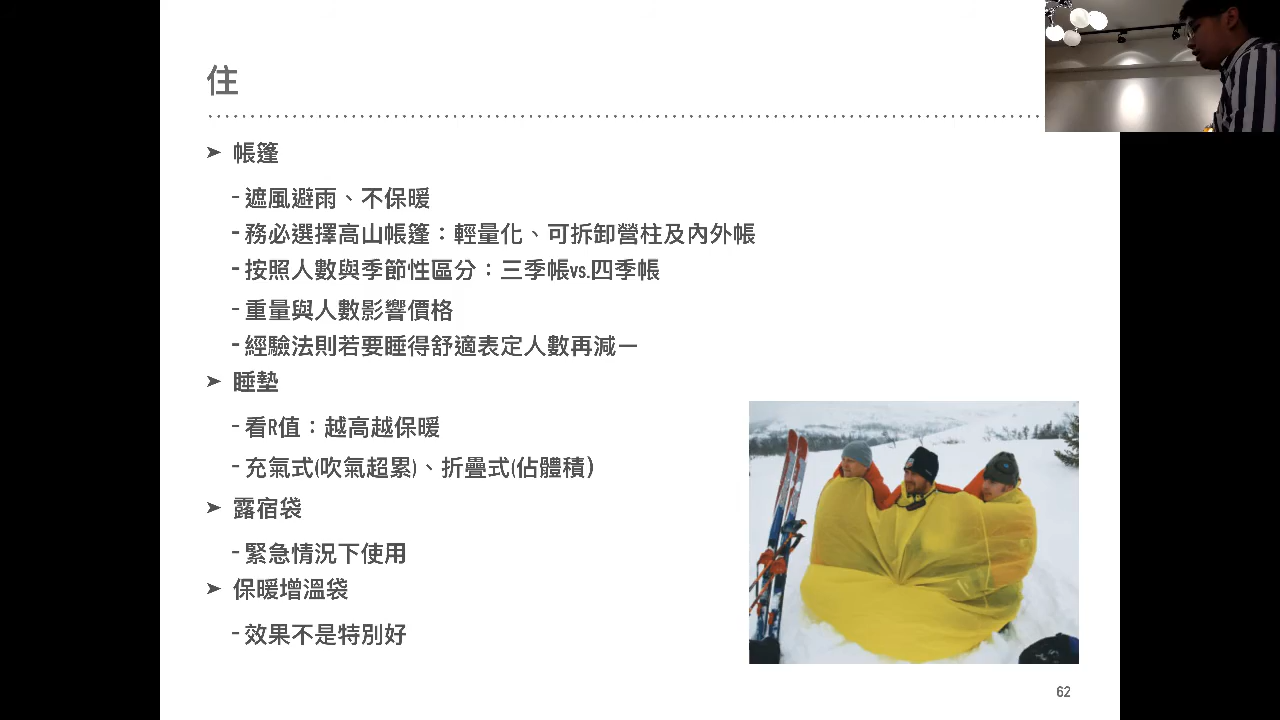 住
➤ 帳篷
- 遮風避雨、不保暖
- 務必選擇高山帳篷：輕量化、可拆卸營柱及內外帳
- 按照人數與季節性區分：三季帳vs.四季帳
- 重量與人數影響價格
- 經驗法則若要睡得舒適表定人數再減一
➤ 睡墊
- 看R值：越高越保暖
- 充氣式(吹氣超累)、折疊式(佔體積)
➤ 露宿袋
- 緊急情況下使用
➤ 保暖增溫袋
- 效果不是特別好
62